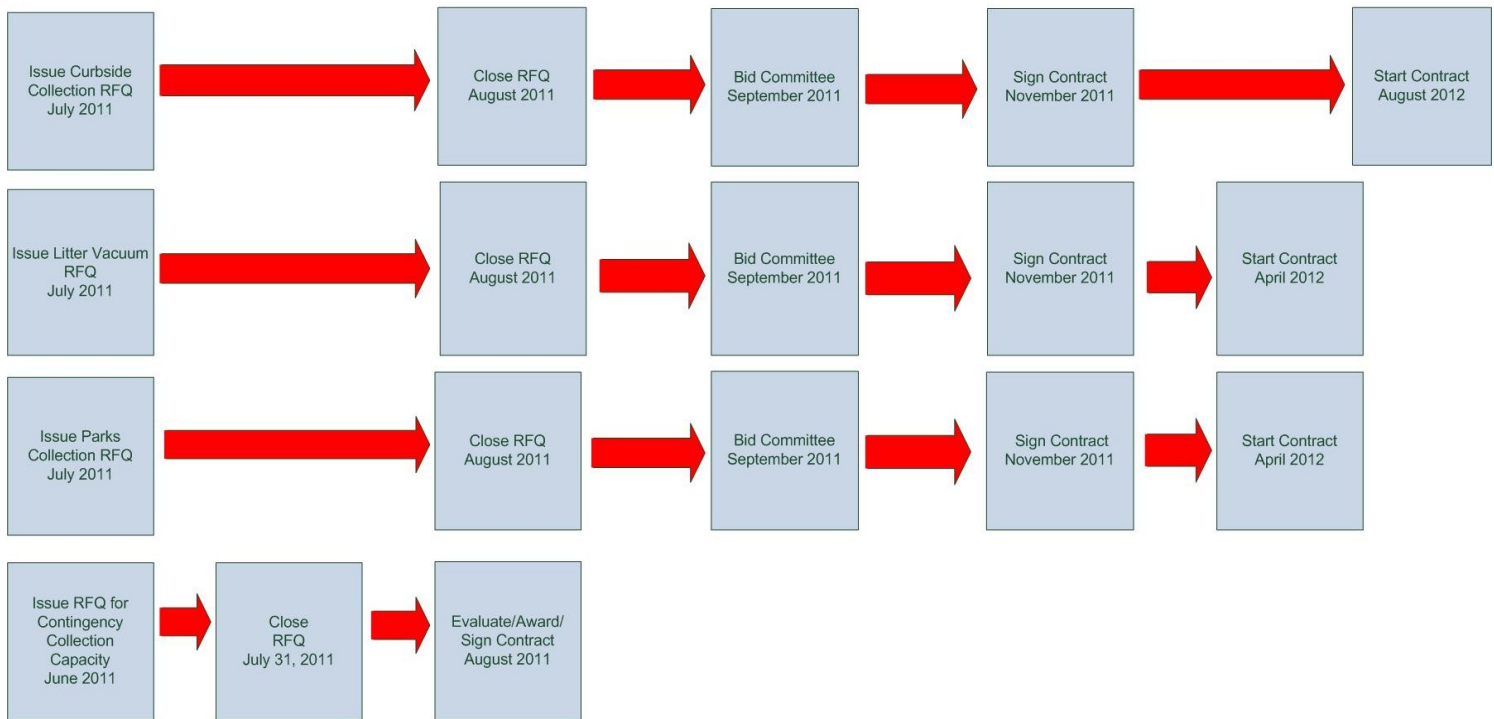 Issue Curbside
Collection RFQ
July 2011
Close RFQ
August 2011
Bid Committee
September 2011
Sign Contract
November 2011
Start Contract
August 2012
Issue Litter Vacuum
RFQ
July 2011
Close RFQ
August 2011
Bid Committee
September 2011
Sign Contract
November 2011
Start Contract
April 2012
Issue Parks
Collection RFQ
July 2011
Close RFQ
August 2011
Bid Committee
September 2011
Sign Contract
November 2011
Start Contract
April 2012
Issue RFQ for
Contingency
Collection
Capacity
June 2011
Close
RFQ
July 31, 2011
Evaluate/Award/
Sign Contract
August 2011